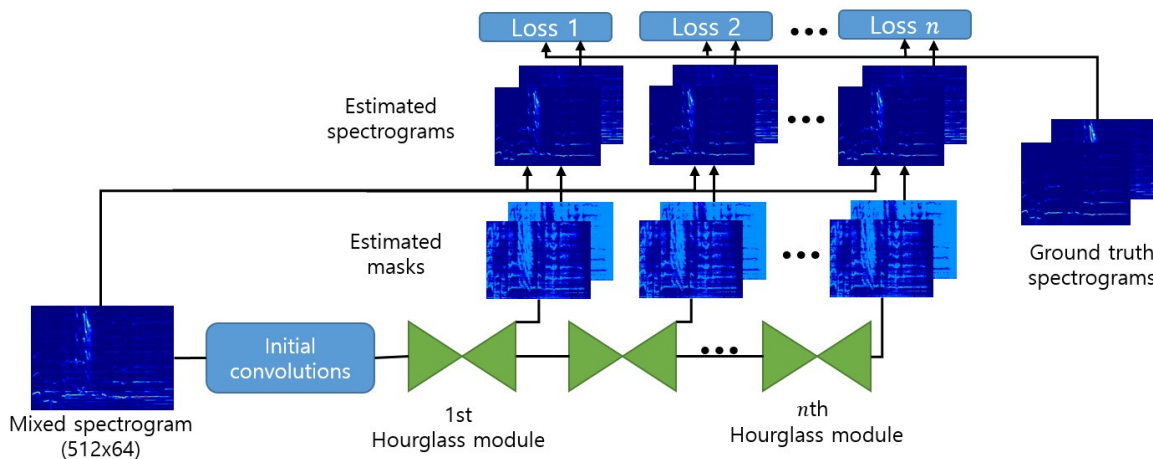 Loss 1
Loss 2
Loss n
Estimated
spectrograms
Estimated
masks
Ground truth
spectrograms
Initial
convolutions
Mixed spectrogram
(512x64)
1st
Hourglass module
nth
Hourglass module